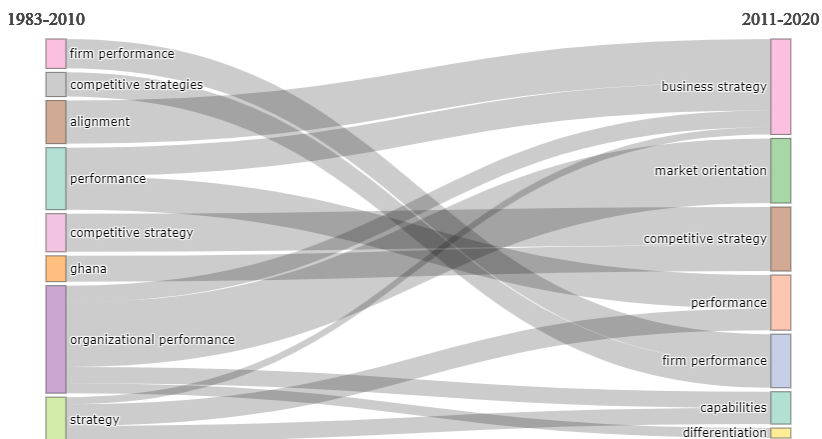 1983-2010
2011-2020
firm performance
competitive strategies
alignment
performance
competitive strategy
ghana
organizational performance
strategy
business strategy
market orientation
competitive strategy
performance
firm performance
capabilities
differentiation